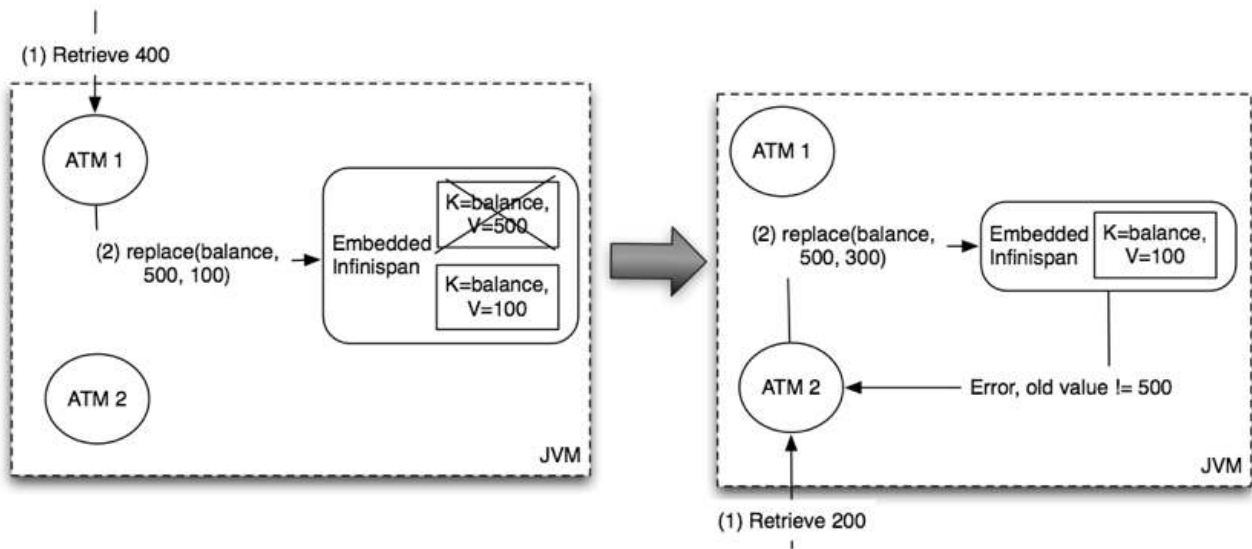 (1) Retrieve 400
ATM 1
(2) replace(balance,
500, 100)
Embedded
Infinispan
K=balance,
V=500
K=balance,
V=100
ATM 2
JVM
ATM 1
(2) replace(balance,
500, 300)
Embedded
Infinispan
K=balance,
V=100
ATM 2
Error, old value != 500
JVM
(1) Retrieve 200